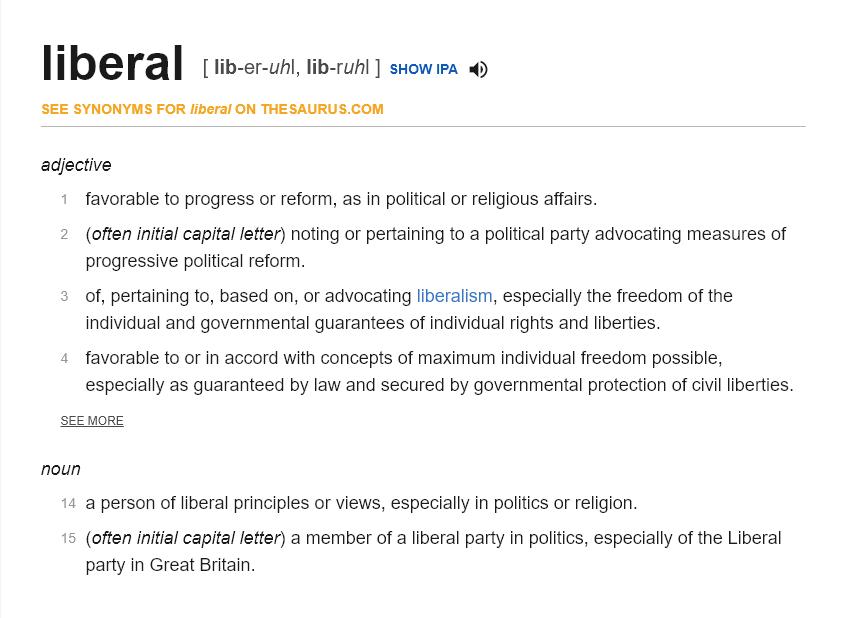 liberal [ lib-er-uhl, lib-ruhl ] SHOW IPA
SEE SYNONYMS FOR liberal ON THESAURUS.COM
adjective
1 favorable to progress or reform, as in political or religious affairs.
2 (often initial capital letter) noting or pertaining to a political party advocating measures of
progressive political reform.
3 of, pertaining to, based on, or advocating liberalism, especially the freedom of the
individual and governmental guarantees of individual rights and liberties.
4 favorable to or in accord with concepts of maximum individual freedom possible,
especially as guaranteed by law and secured by governmental protection of civil liberties.
SEE MORE
noun
14 a person of liberal principles or views, especially in politics or religion.
15 (often initial capital letter) a member of a liberal party in politics, especially of the Liberal
party in Great Britain.